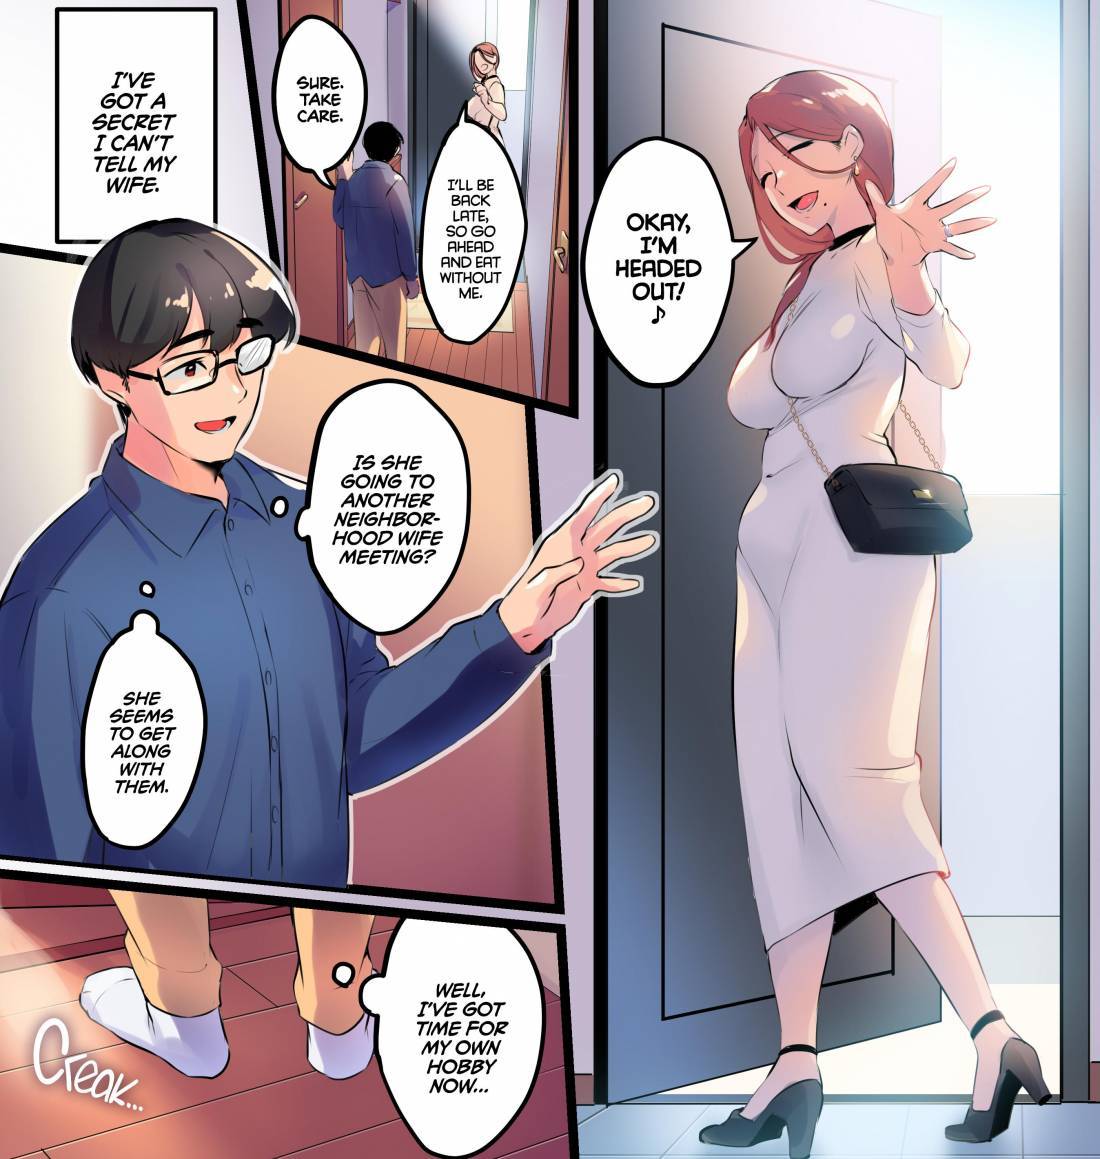 I'VE
GOT A
SECRET
I CAN'T
TELL MY
WIFE.
OKAY,
I'M
HEADED
OUT!
♪
I'LL BE
BACK
LATE,
SO GO
AHEAD
AND EAT
WITHOUT
ME.
SURE.
TAKE
CARE.
IS SHE
GOING TO
ANOTHER
NEIGHBOR-
HOOD WIFE
MEETING?
SHE
SEEMS
TO GET
ALONG
WITH
THEM.
WELL,
I'VE GOT
TIME FOR
MY OWN
HOBBY
NOW...
Creak...